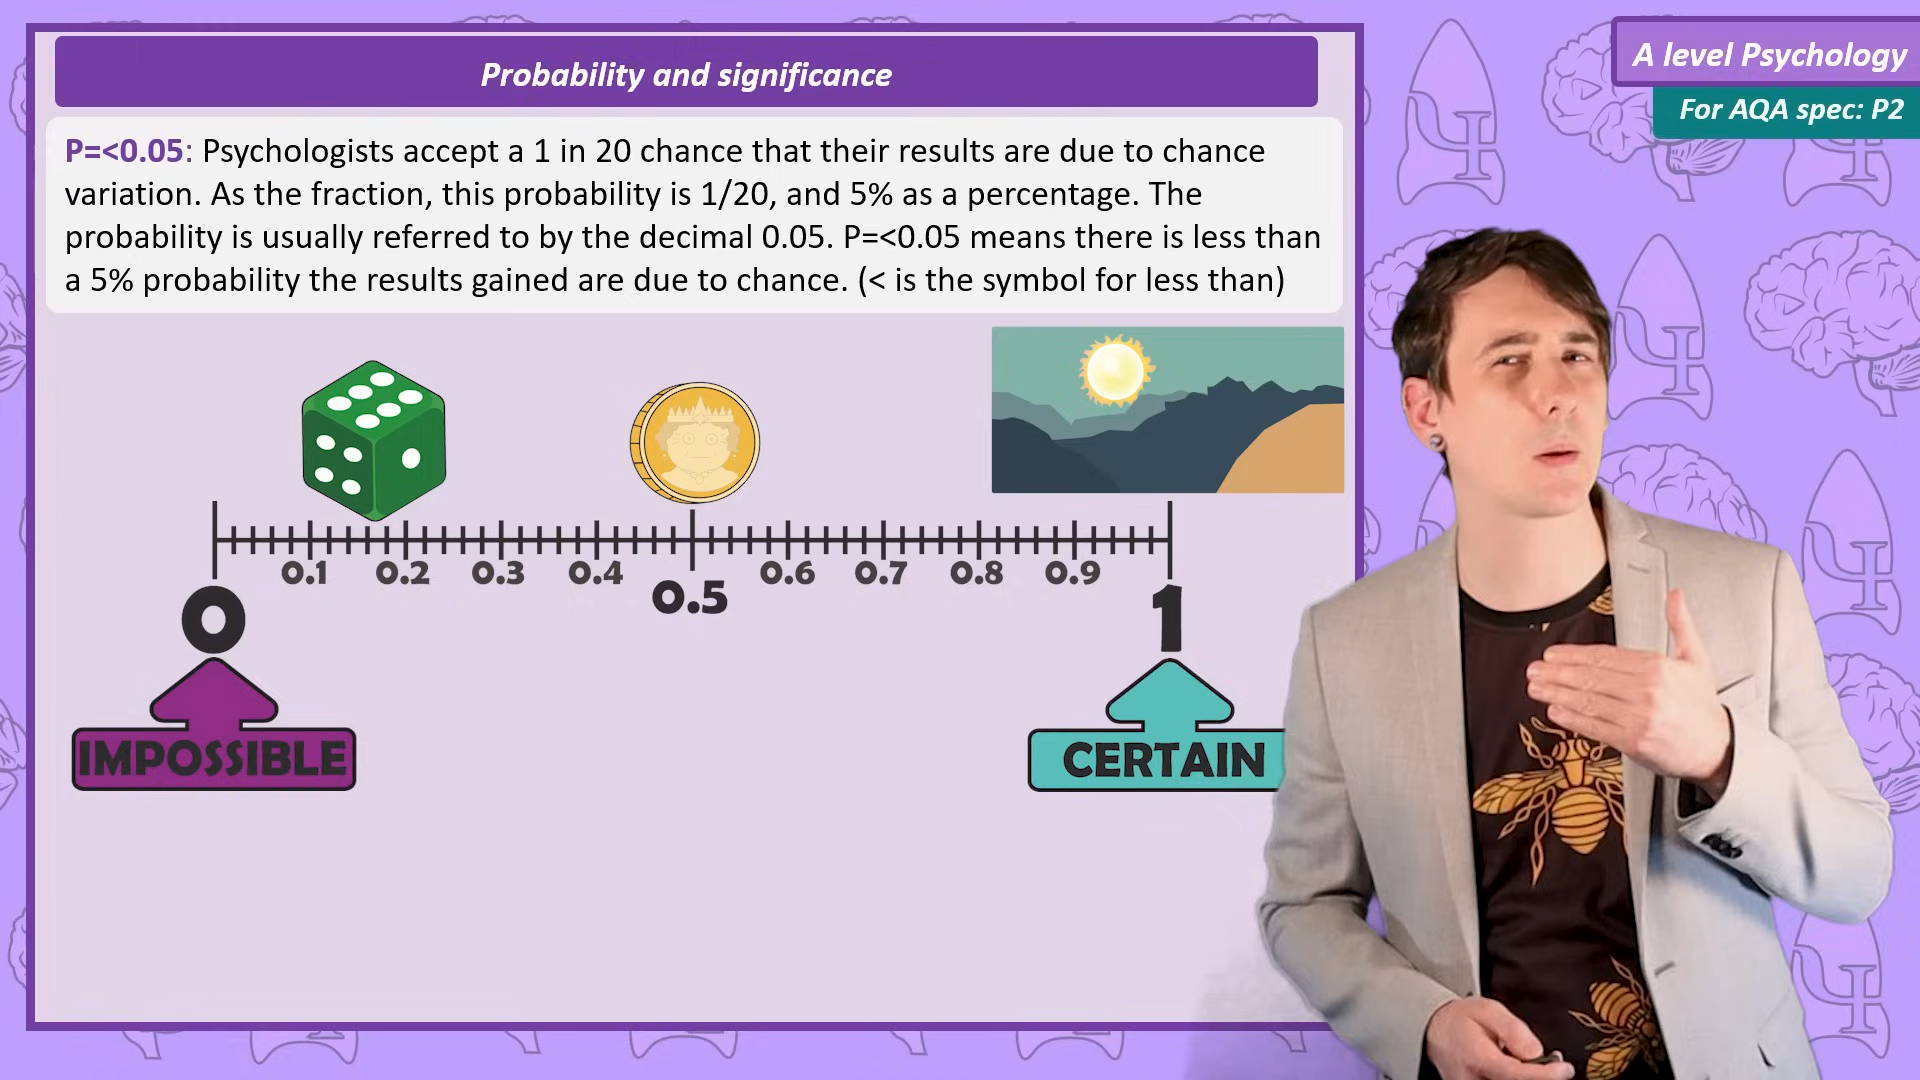 Probability and significance
A level Psychology
For AQA spec: P2
P=<0.05: Psychologists accept a 1 in 20 chance that their results are due to chance
variation. As the fraction, this probability is 1/20, and 5% as a percentage. The
probability is usually referred to by the decimal 0.05. P=<0.05 means there is less than
a 5% probability the results gained are due to chance. (< is the symbol for less than)
0.1 0.2 0.3 0.4 0.5 0.6 0.7 0.8 0.9
0 1
IMPOSSIBLE CERTAIN